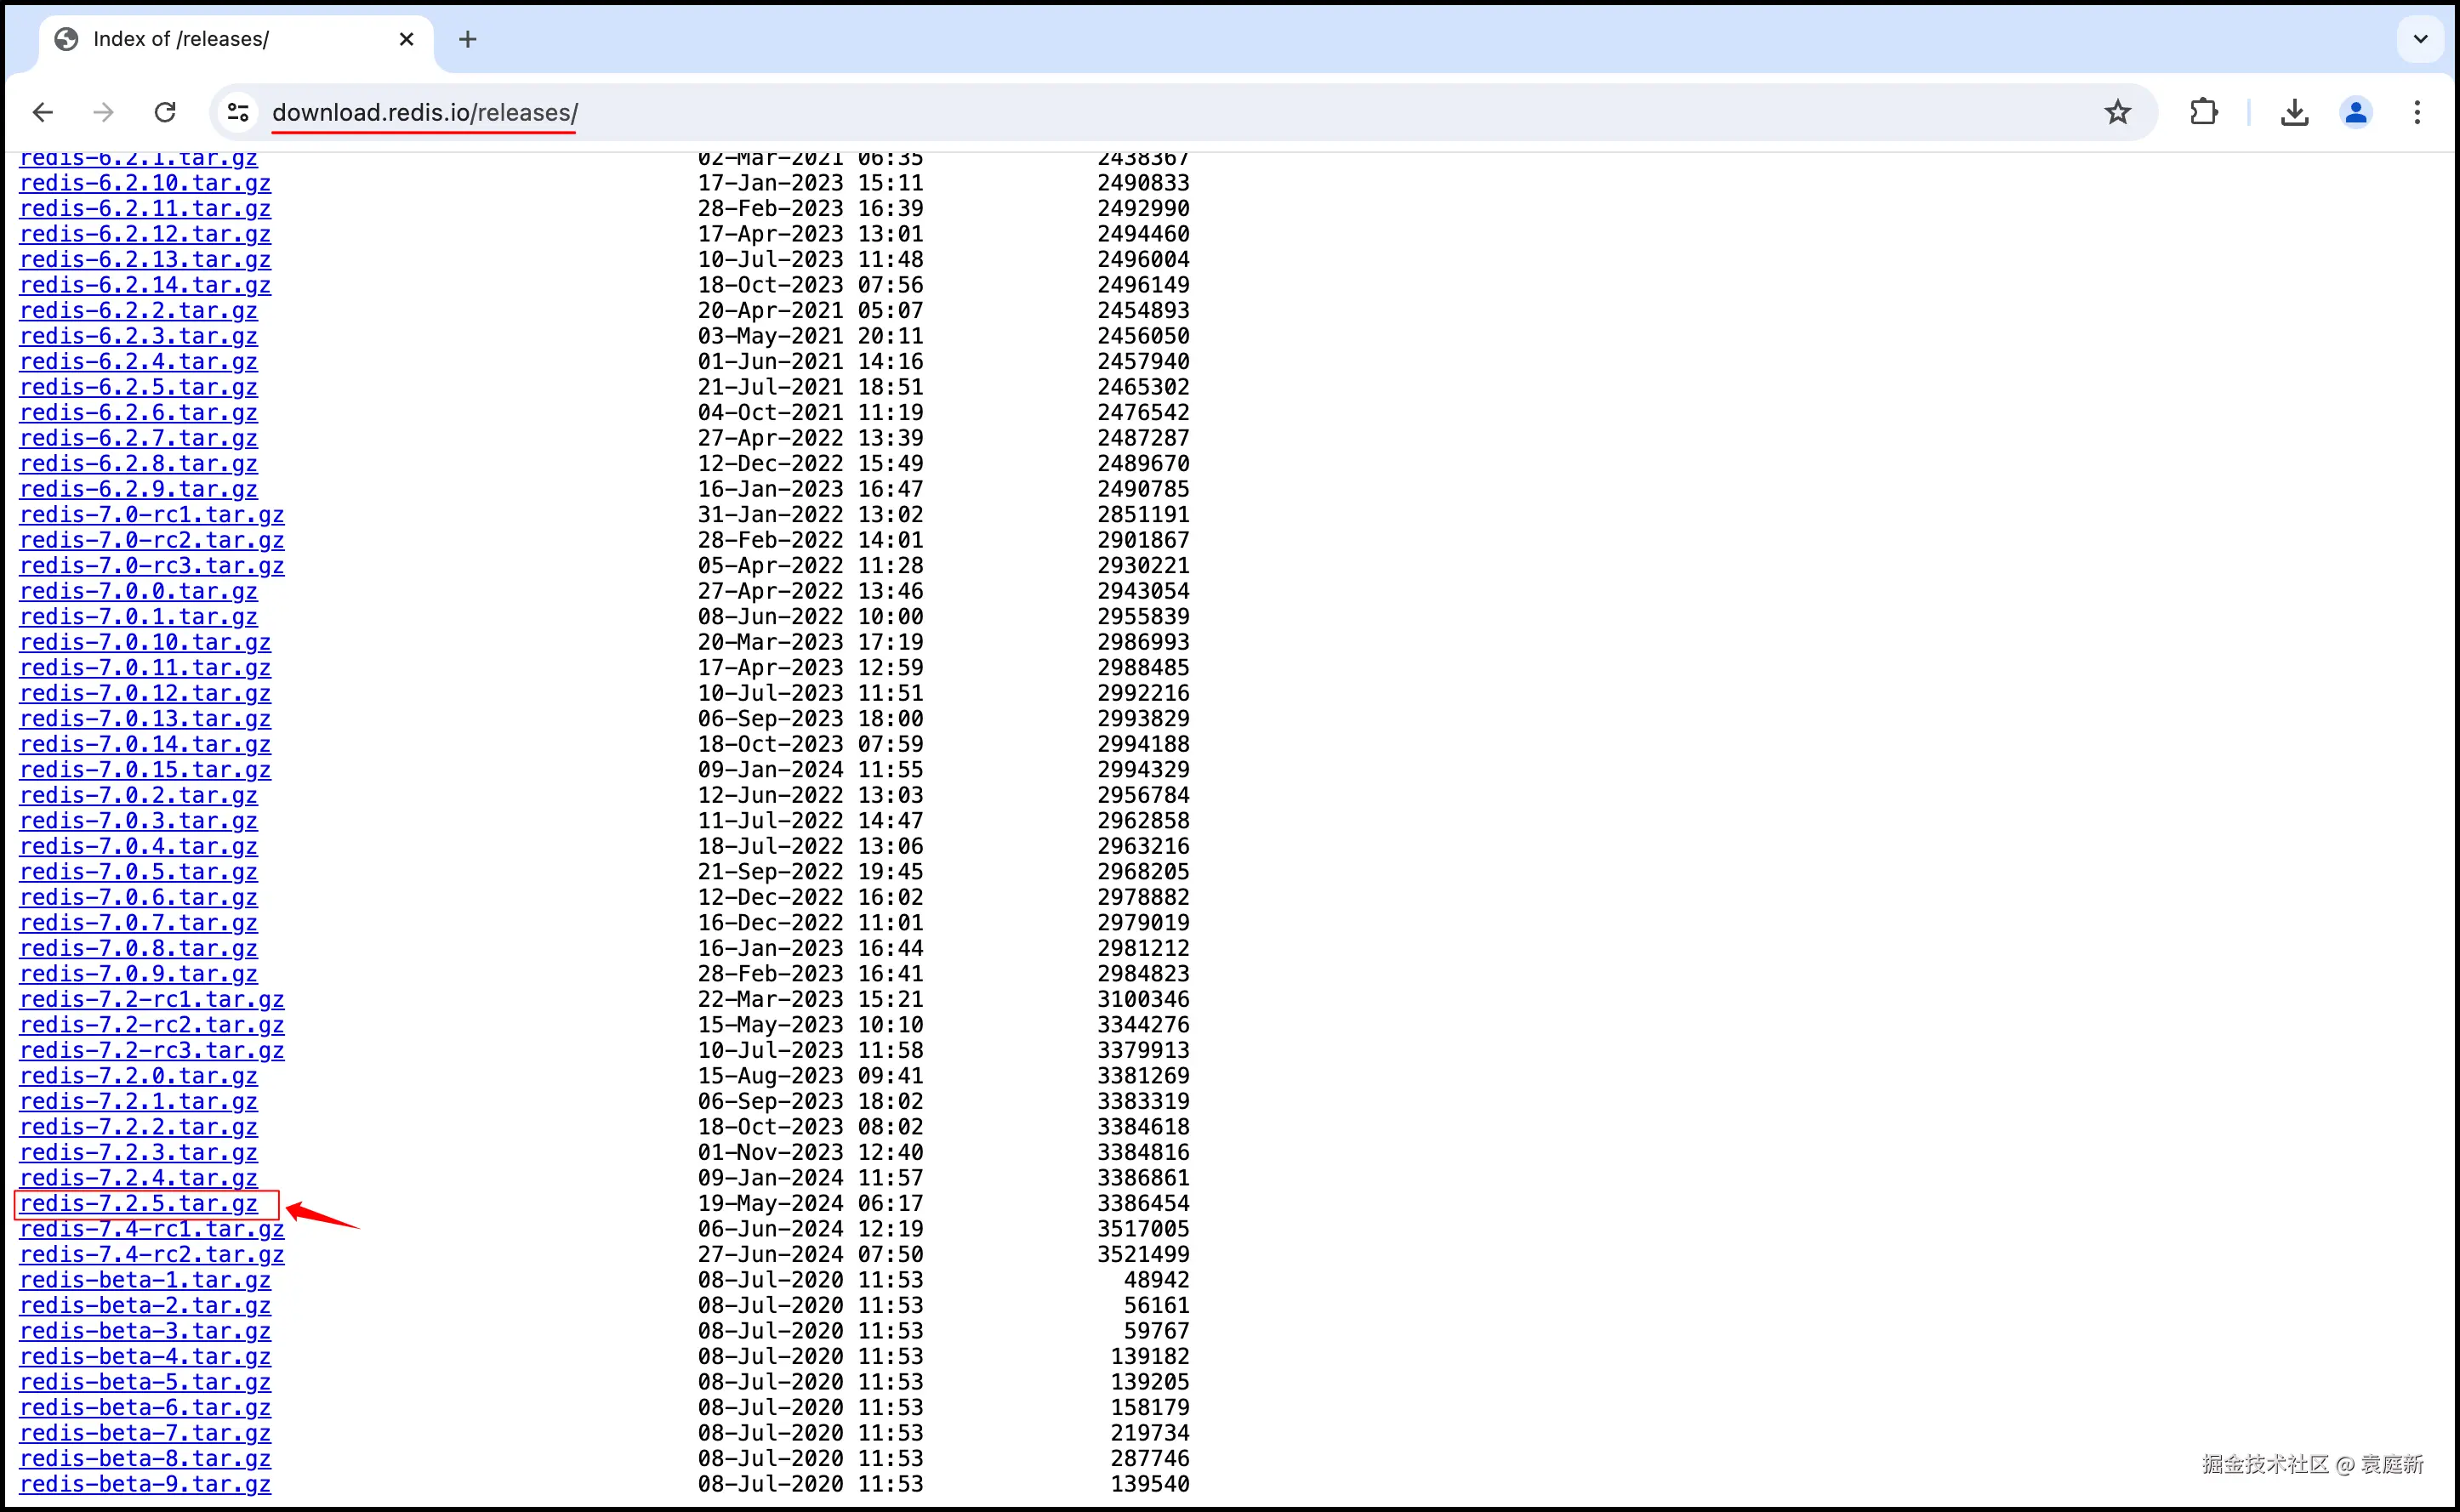 Index of /releases/
download.redis.io/releases/
redis-6.2.1.tar.gz 02-Mar-2021 06:35 2438367
redis-6.2.10.tar.gz 17-Jan-2023 15:11 2490833
redis-6.2.11.tar.gz 28-Feb-2023 16:39 2492990
redis-6.2.12.tar.gz 17-Apr-2023 13:01 2494460
redis-6.2.13.tar.gz 10-Jul-2023 11:48 2496004
redis-6.2.14.tar.gz 18-Oct-2023 07:56 2496149
redis-6.2.2.tar.gz 20-Apr-2021 05:07 2454893
redis-6.2.3.tar.gz 03-May-2021 20:11 2456050
redis-6.2.4.tar.gz 01-Jun-2021 14:16 2457940
redis-6.2.5.tar.gz 21-Jul-2021 18:51 2465302
redis-6.2.6.tar.gz 04-Oct-2021 11:19 2476542
redis-6.2.7.tar.gz 27-Apr-2022 13:39 2487287
redis-6.2.8.tar.gz 12-Dec-2022 15:49 2489670
redis-6.2.9.tar.gz 16-Jan-2023 16:47 2490785
redis-7.0-rc1.tar.gz 31-Jan-2022 13:02 2851191
redis-7.0-rc2.tar.gz 28-Feb-2022 14:01 2901867
redis-7.0-rc3.tar.gz 05-Apr-2022 11:28 2930221
redis-7.0.0.tar.gz 27-Apr-2022 13:46 2943054
redis-7.0.1.tar.gz 08-Jun-2022 10:00 2955839
redis-7.0.10.tar.gz 20-Mar-2023 17:19 2986993
redis-7.0.11.tar.gz 17-Apr-2023 12:59 2988485
redis-7.0.12.tar.gz 10-Jul-2023 11:51 2992216
redis-7.0.13.tar.gz 06-Sep-2023 18:00 2993829
redis-7.0.14.tar.gz 18-Oct-2023 07:59 2994188
redis-7.0.15.tar.gz 09-Jan-2024 11:55 2994329
redis-7.0.2.tar.gz 12-Jun-2022 13:03 2956784
redis-7.0.3.tar.gz 11-Jul-2022 14:47 2962858
redis-7.0.4.tar.gz 18-Jul-2022 13:06 2963216
redis-7.0.5.tar.gz 21-Sep-2022 19:45 2968205
redis-7.0.6.tar.gz 12-Dec-2022 16:02 2978882
redis-7.0.7.tar.gz 16-Dec-2022 11:01 2979019
redis-7.0.8.tar.gz 16-Jan-2023 16:44 2981212
redis-7.0.9.tar.gz 28-Feb-2023 16:41 2984823
redis-7.2-rc1.tar.gz 22-Mar-2023 15:21 3100346
redis-7.2-rc2.tar.gz 15-May-2023 10:10 3344276
redis-7.2-rc3.tar.gz 10-Jul-2023 11:58 3379913
redis-7.2.0.tar.gz 15-Aug-2023 09:41 3381269
redis-7.2.1.tar.gz 06-Sep-2023 18:02 3383319
redis-7.2.2.tar.gz 18-Oct-2023 08:02 3384618
redis-7.2.3.tar.gz 01-Nov-2023 12:40 3384816
redis-7.2.4.tar.gz 09-Jan-2024 11:57 3386861
redis-7.2.5.tar.gz 19-May-2024 06:17 3386454
redis-7.4-rc1.tar.gz 06-Jun-2024 12:19 3517005
redis-7.4-rc2.tar.gz 27-Jun-2024 07:50 3521499
redis-beta-1.tar.gz 08-Jul-2020 11:53 48942
redis-beta-2.tar.gz 08-Jul-2020 11:53 56161
redis-beta-3.tar.gz 08-Jul-2020 11:53 59767
redis-beta-4.tar.gz 08-Jul-2020 11:53 139182
redis-beta-5.tar.gz 08-Jul-2020 11:53 139205
redis-beta-6.tar.gz 08-Jul-2020 11:53 158179
redis-beta-7.tar.gz 08-Jul-2020 11:53 219734
redis-beta-8.tar.gz 08-Jul-2020 11:53 287746
redis-beta-9.tar.gz 08-Jul-2020 11:53 139540
掘金技术社区 @ 袁庭新